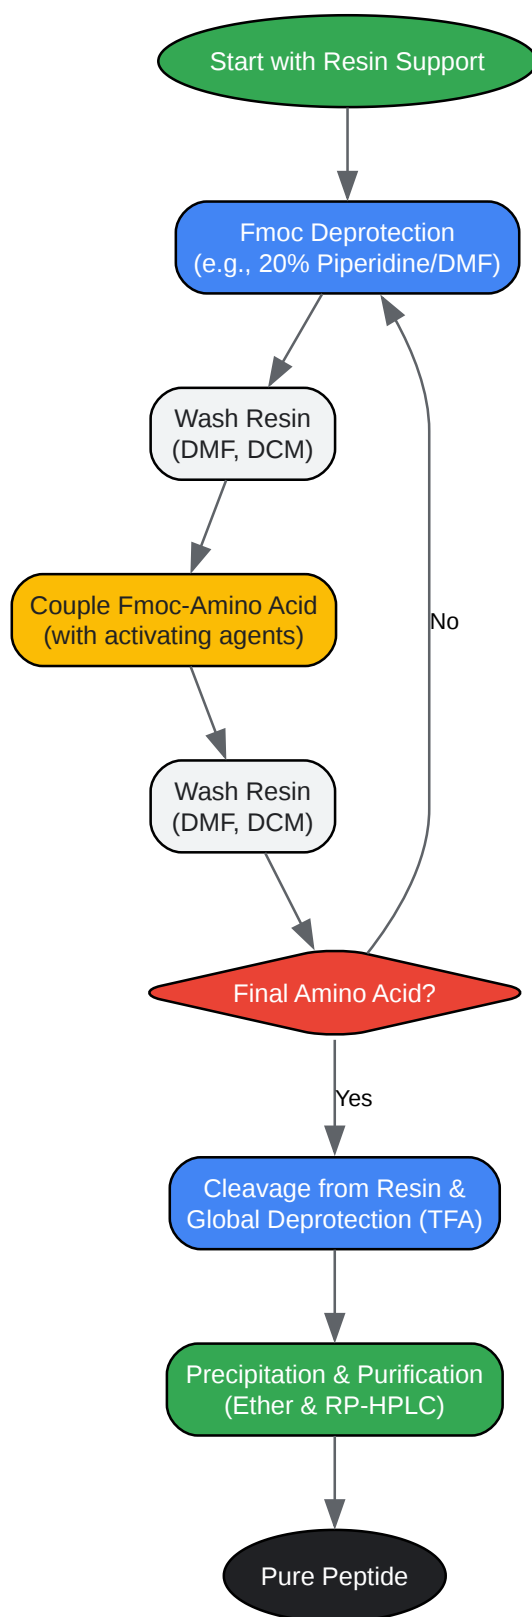 Start with Resin Support
Fmoc Deprotection
(e.g., 20% Piperidine/DMF)
Wash Resin
(DMF, DCM)
Couple Fmoc-Amino Acid
(with activating agents)
No
Wash Resin
(DMF, DCM)
Final Amino Acid?
Yes
Cleavage from Resin &
Global Deprotection (TFA)
Precipitation & Purification
(Ether & RP-HPLC)
Pure Peptide